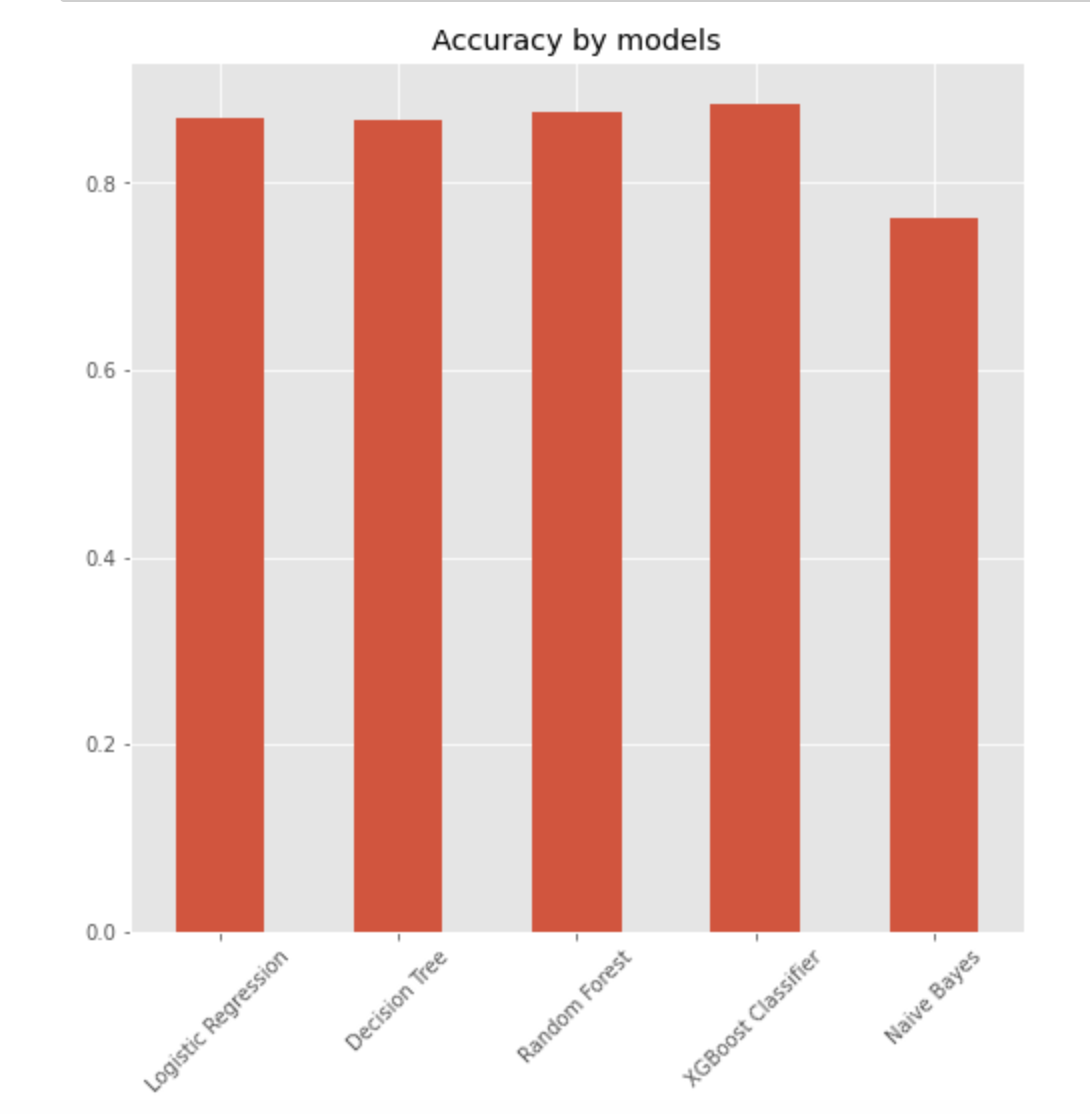 Accuracy by models
0.8
0.6
0.4
0.2
0.0
Logistic Regression
Decision Tree
Random Forest
XGBoost Classifier
Naive Bayes